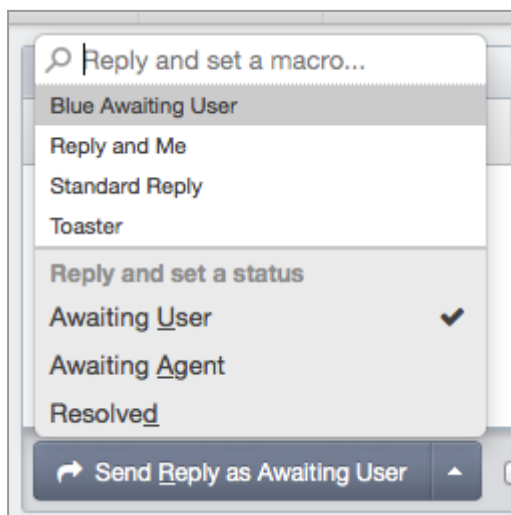 Reply and set a macro...
Blue Awaiting User
Reply and Me
Standard Reply
Toaster
Reply and set a status
Awaiting User
Awaiting Agent
Resolved
Send Reply as Awaiting User